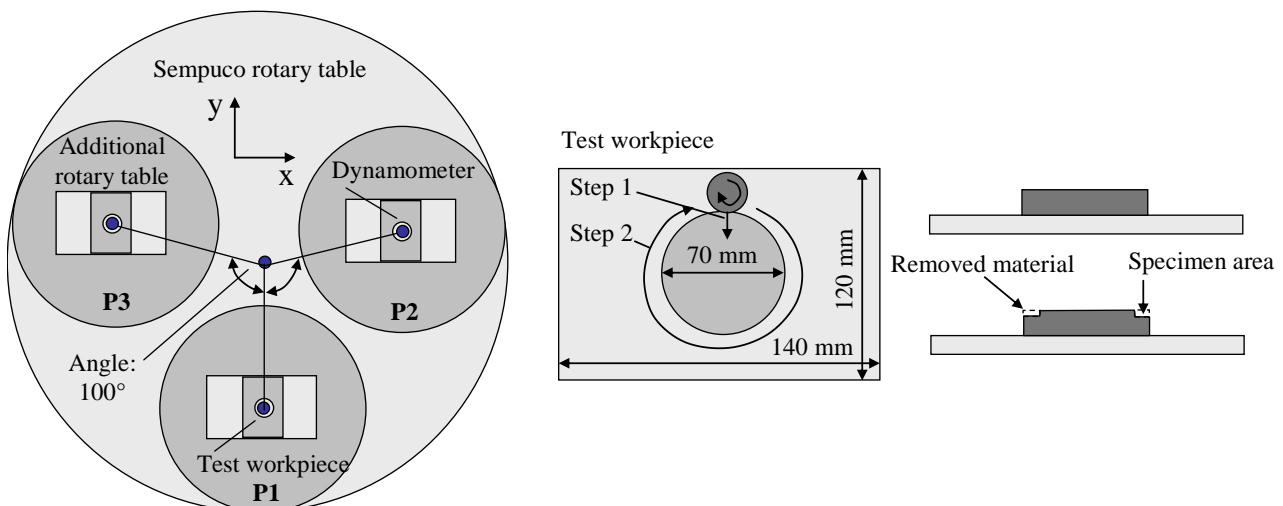 Sempuco rotary table
y
x
Additional
rotary table
Dynamometer
P3
P2
Angle:
100°
Test workpiece
P1
Test workpiece
Step 1
Step 2
70 mm
120 mm
140 mm
Removed material
Specimen area